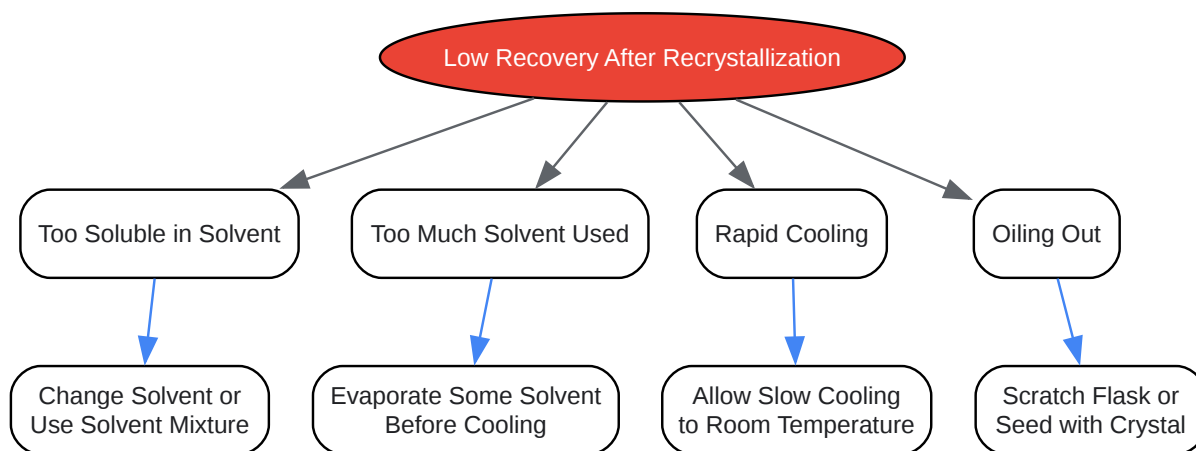 Low Recovery After Recrystallization
Too Soluble in Solvent
Too Much Solvent Used
Rapid Cooling
Oiling Out
Change Solvent or
Use Solvent Mixture
Evaporate Some Solvent
Before Cooling
Allow Slow Cooling
to Room Temperature
Scratch Flask or
Seed with Crystal